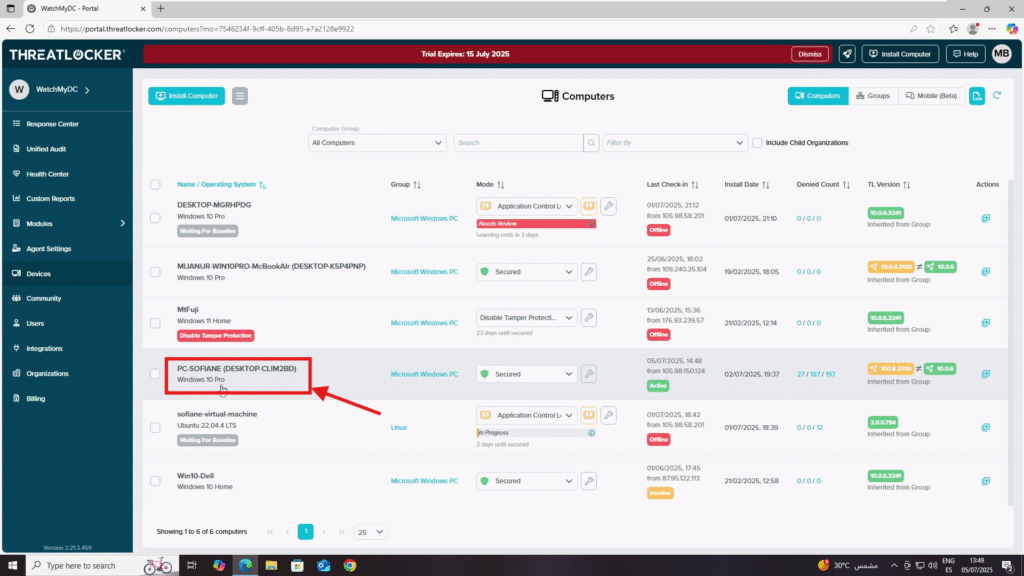 WatchMyDC - Portal
https://portal.threatlocker.com/computers?mo=7546234f-9cff-405b-8d95-e7a2128e9922
THREATLOCKER
Trial Expires: 15 July 2025
Dismiss
Install Computer
Help
MB
W
WatchMyDC
Response Center
Unified Audit
Health Center
Custom Reports
Modules
Agent Settings
Devices
Community
Users
Integrations
Organizations
Billing
Version 2.21.3.459
Install Computer
Computers
Computers
Groups
Mobile (Beta)
Computer Group
All Computers
Search
Filter By
Include Child Organizations
Name / Operating System
Group
Mode
Last Check-in
Install Date
Denied Count
TL Version
Actions
DESKTOP-MGRHPDG
Windows 10 Pro
Waiting For Baseline
Microsoft Windows PC
Application Control L
Needs Review
Learning ends in 3 days
01/07/2025, 21:12
from 105.98.58.201
Offline
01/07/2025, 21:10
0 / 0 / 0
10.0.6.3341
Inherited from Group
MIJANUR-WIN10PRO-McBookAir (DESKTOP-K5P4PNP)
Windows 10 Pro
Microsoft Windows PC
Secured
25/06/2025, 18:02
from 109.240.35.104
Offline
19/02/2025, 18:05
0 / 0 / 0
≠ 10.0.6
Inherited from Group
MtFuji
Windows 11 Home
Disable Tamper Protection
Microsoft Windows PC
Disable Tamper Protecti...
23 days until secured
13/06/2025, 15:36
from 176.93.239.57
Offline
21/02/2025, 12:14
0 / 0 / 0
10.0.6.3341
Inherited from Group
PC-SOFIANE (DESKTOP-CLIM2BD)
Windows 10 Pro
Microsoft Windows PC
Secured
05/07/2025, 14:48
from 105.98.150.124
Active
02/07/2025, 19:37
27 / 197 / 197
≠ 10.0.6
Inherited from Group
sofiane-virtual-machine
Ubuntu 22.04.4 LTS
Waiting For Baseline
Linux
Application Control L
In Progress
3 days until secured
01/07/2025, 18:42
from 105.98.58.201
Offline
01/07/2025, 18:39
0 / 0 / 12
2.0.0.794
Inherited from Group
Win10-Dell
Windows 10 Home
Microsoft Windows PC
Secured
01/06/2025, 17:45
from 87.95.122.113
Inactive
21/02/2025, 12:58
0 / 0 / 0
10.0.6.3341
Inherited from Group
Showing 1 to 6 of 6 computers
1
25
Type here to search
30°C
مشمس
ENG
ES
13:49
05/07/2025